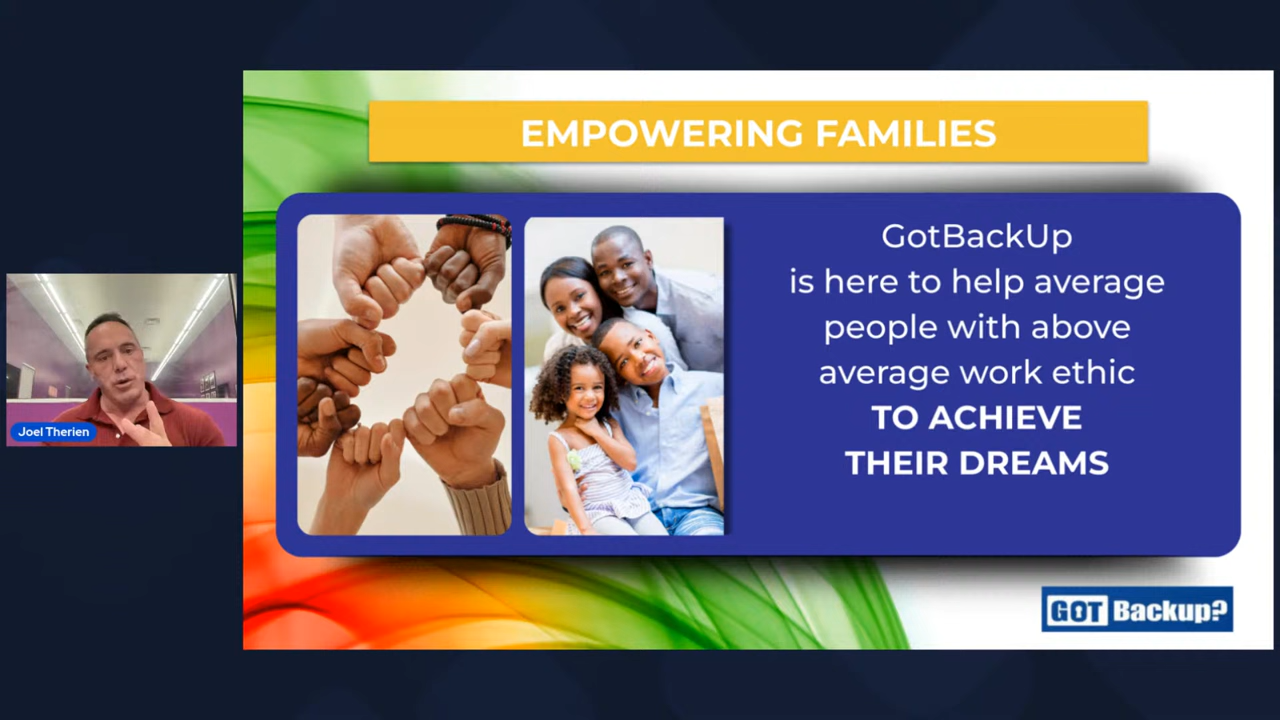 EMPOWERING FAMILIES
GotBackUp
is here to help average
people with above
average work ethic
TO ACHIEVE
THEIR DREAMS
Joel Therien
GOT Backup?